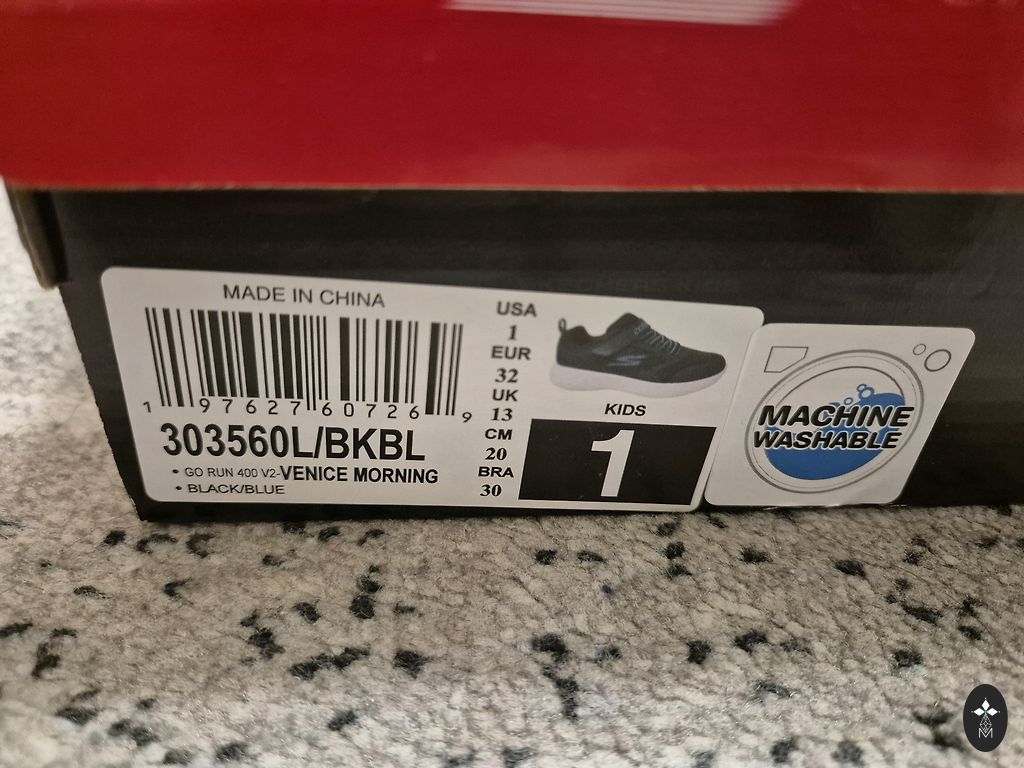 MADE IN CHINA
1 97627 60726 9
303560L/BKBL
• GO RUN 400 V2-VENICE MORNING
• BLACK/BLUE
USA
1
EUR
32
UK
13
CM
20
BRA
30
KIDS
1
MACHINE
WASHABLE
M